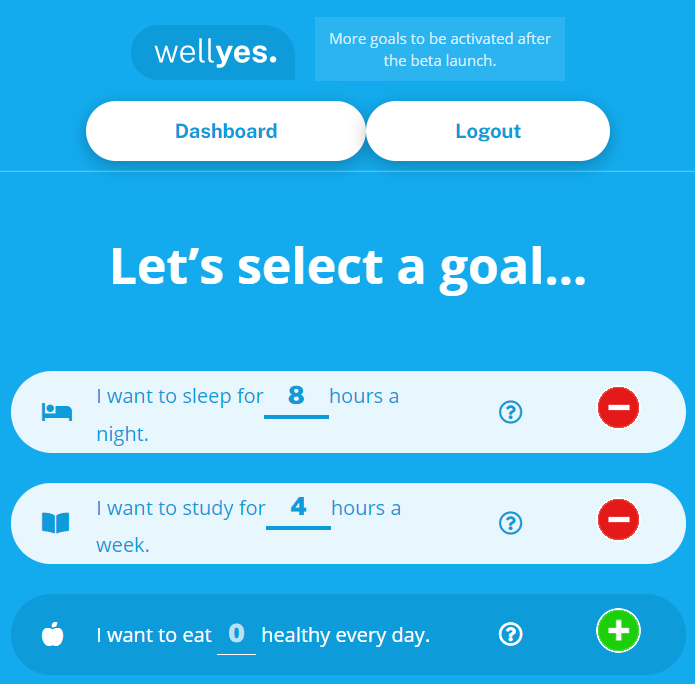 wellyes.
More goals to be activated after
the beta launch.
Dashboard
Logout
Let’s select a goal...
I want to sleep for 8 hours a
night.
I want to study for 4 hours a
week.
I want to eat 0 healthy every day.